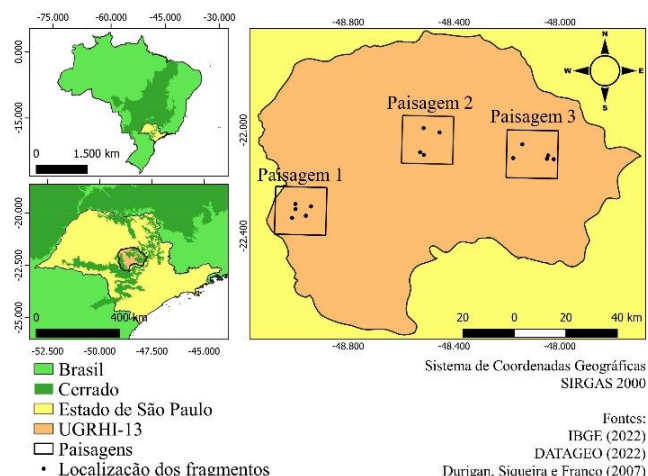 -75.000 -60.000 -45.000 -30.000
0.000
-15.000
0 1.500 km
-20.000
-22.500
-25.000
0 400 km
-52.500 -50.000 -47.500 -45.000
-48.800 -48.400 -48.000
-22.000
-22.400
N
W E
S
Paisagem 2
Paisagem 3
Paisagem 1
20 0 20 40 km
-48.800 -48.400 -48.000
Brasil
Cerrado
Estado de São Paulo
UGRHI-13
Paisagens
Localização dos fragmentos
Sistema de Coordenadas Geográficas
SIRGAS 2000
Fontes:
IBGE (2022)
DATAGEO (2022)
Durigan, Siqueira e Franco (2007)